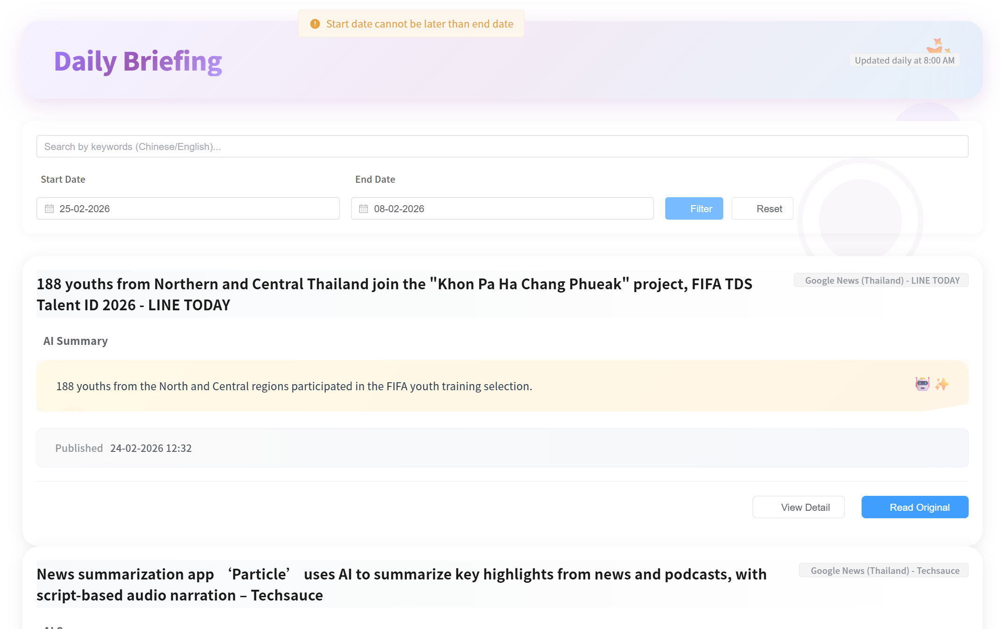 Start date cannot be later than end date
Daily Briefing
Updated daily at 8:00 AM
Search by keywords (Chinese/English)...
Start Date
End Date
25-02-2026
08-02-2026
Filter
Reset
188 youths from Northern and Central Thailand join the "Khon Pa Ha Chang Phueak" project, FIFA TDS
Talent ID 2026 - LINE TODAY
Google News (Thailand) - LINE TODAY
AI Summary
188 youths from the North and Central regions participated in the FIFA youth training selection.
Published 24-02-2026 12:32
View Detail
Read Original
News summarization app ‘Particle’ uses AI to summarize key highlights from news and podcasts, with
script-based audio narration – Techsauce
Google News (Thailand) - Techsauce